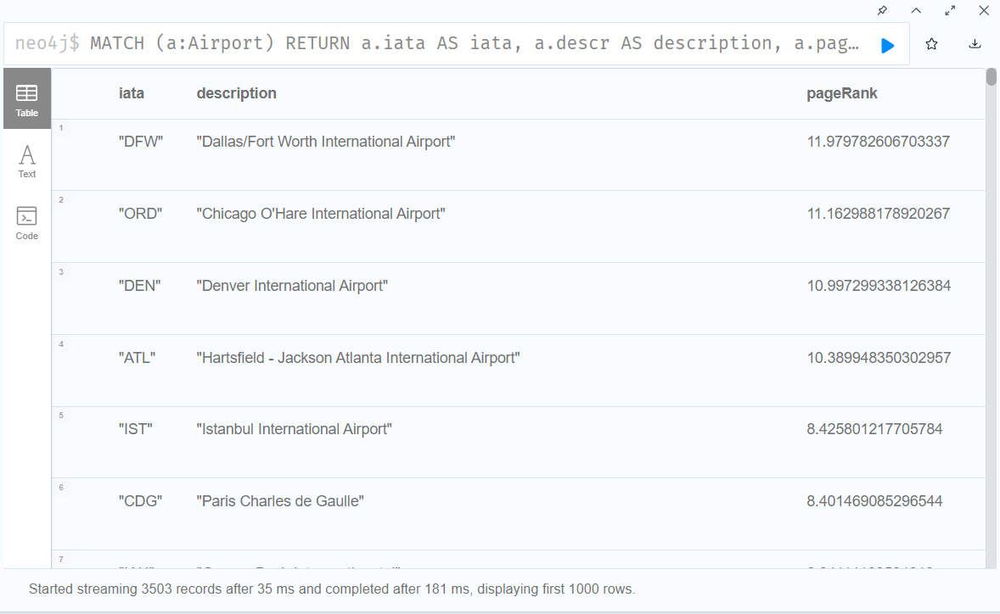 neo4j$ MATCH (a:Airport) RETURN a.iata AS iata, a.descr AS description, a.pag…
Table
Text
Code
iata description pageRank
1
"DFW" "Dallas/Fort Worth International Airport" 11.979782606703337
2
"ORD" "Chicago O'Hare International Airport" 11.162988178920267
3
"DEN" "Denver International Airport" 10.997299338126384
4
"ATL" "Hartsfield - Jackson Atlanta International Airport" 10.389948350302957
5
"IST" "Istanbul International Airport" 8.425801217705784
6
"CDG" "Paris Charles de Gaulle" 8.401469085296544
7
Started streaming 3503 records after 35 ms and completed after 181 ms, displaying first 1000 rows.